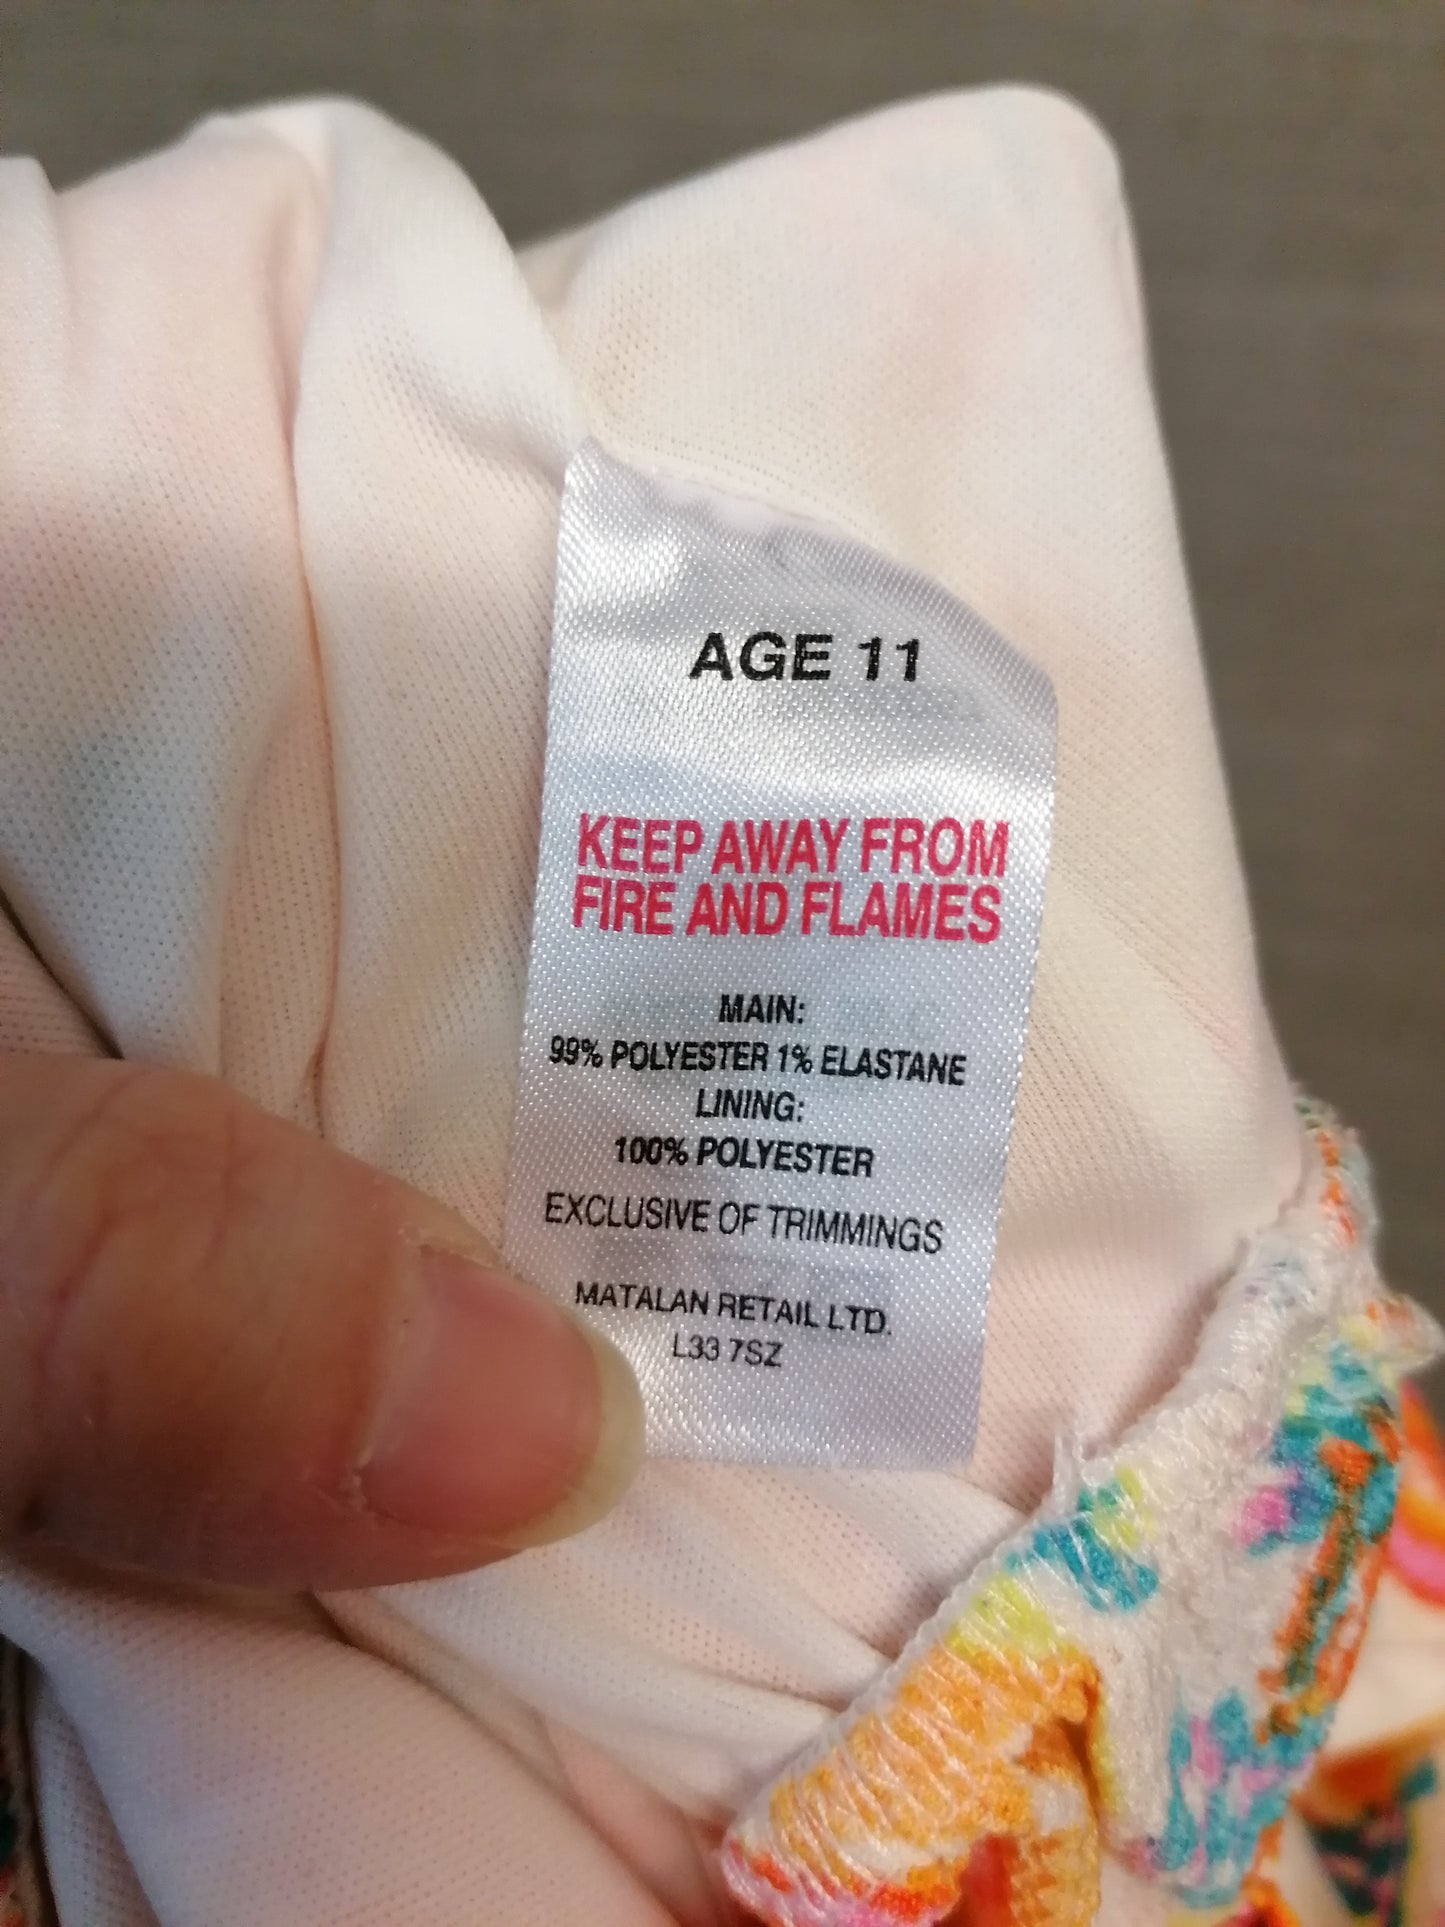 AGE 11
KEEP AWAY FROM
FIRE AND FLAMES
MAIN:
99% POLYESTER 1% ELASTANE
LINING:
100% POLYESTER
EXCLUSIVE OF TRIMMINGS
MATALAN RETAIL LTD.
L33 7SZ